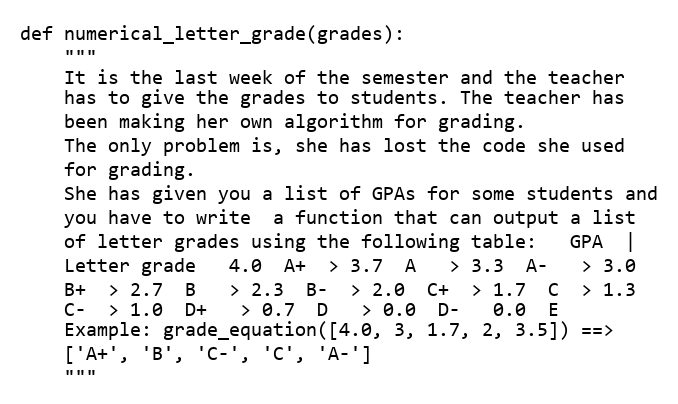 def numerical_letter_grade(grades):
"""
It is the last week of the semester and the teacher
has to give the grades to students. The teacher has
been making her own algorithm for grading.
The only problem is, she has lost the code she used
for grading.
She has given you a list of GPAs for some students and
you have to write  a function that can output a list
of letter grades using the following table:   GPA  |
Letter grade   4.0  A+  > 3.7  A   > 3.3  A-   > 3.0
B+  > 2.7  B   > 2.3  B-  > 2.0  C+  > 1.7  C  > 1.3
C-  > 1.0  D+   > 0.7  D   > 0.0  D-   0.0  E
Example: grade_equation([4.0, 3, 1.7, 2, 3.5]) ==>
['A+', 'B', 'C-', 'C', 'A-']
"""